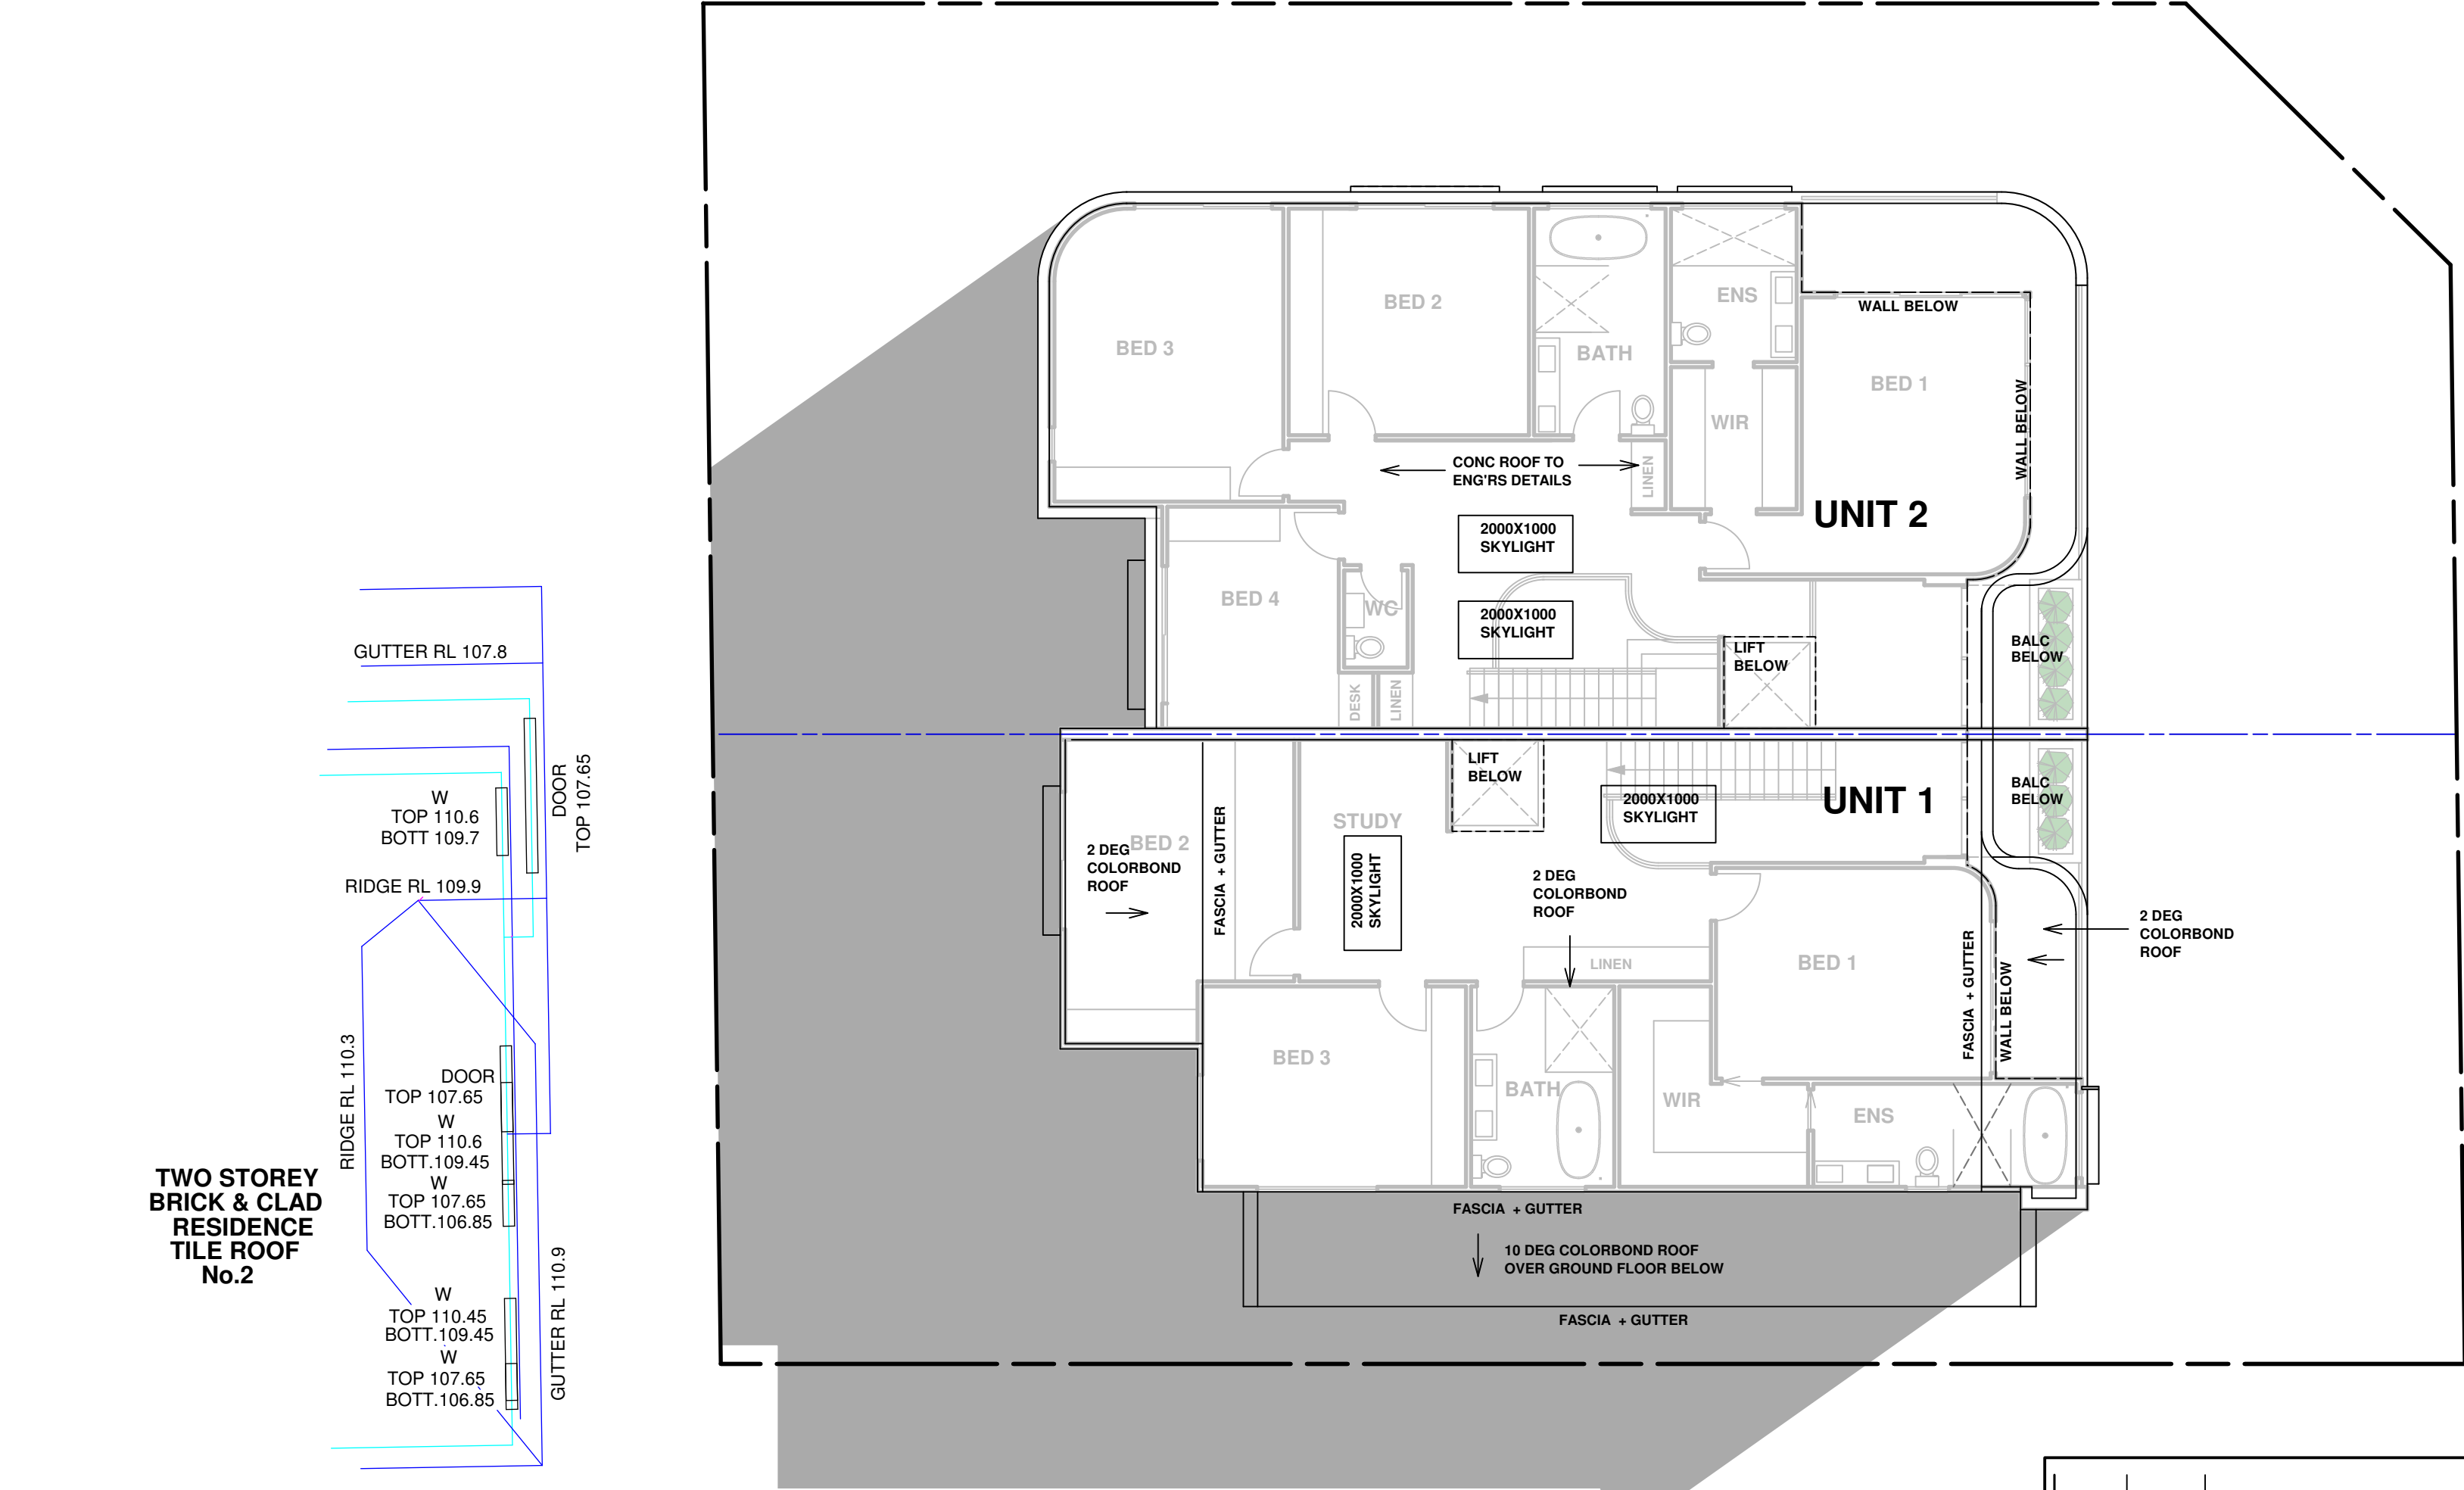 GUTTER RL 107.8
DOOR
TOP 107.65
W
TOP 110.6
BOTT 109.7
RIDGE RL 109.9
RIDGE RL 110.3
DOOR
TOP 107.65
W
TOP 110.6
BOTT.109.45
W
TOP 107.65
BOTT.106.85
TWO STOREY
BRICK & CLAD
RESIDENCE
TILE ROOF
No.2
GUTTER RL 110.9
W
TOP 110.45
BOTT.109.45
W
TOP 107.65
BOTT.106.85
BED 3
BED 2
BATH
ENS
WIR
WALL BELOW
BED 1
WALL BELOW
CONC ROOF TO
ENG'RS DETAILS
LINEN
UNIT 2
2000X1000
SKYLIGHT
BED 4
WC
2000X1000
SKYLIGHT
LIFT
BELOW
BALC
BELOW
DESK
LINEN
LIFT
BELOW
UNIT 1
BALC
BELOW
2000X1000
SKYLIGHT
STUDY
BED 2
2 DEG
COLORBOND
ROOF
FASCIA + GUTTER
2000X1000
SKYLIGHT
2 DEG
COLORBOND
ROOF
LINEN
BED 1
FASCIA + GUTTER
WALL BELOW
2 DEG
COLORBOND
ROOF
BED 3
BATH
WIR
ENS
FASCIA + GUTTER
10 DEG COLORBOND ROOF
OVER GROUND FLOOR BELOW
FASCIA + GUTTER